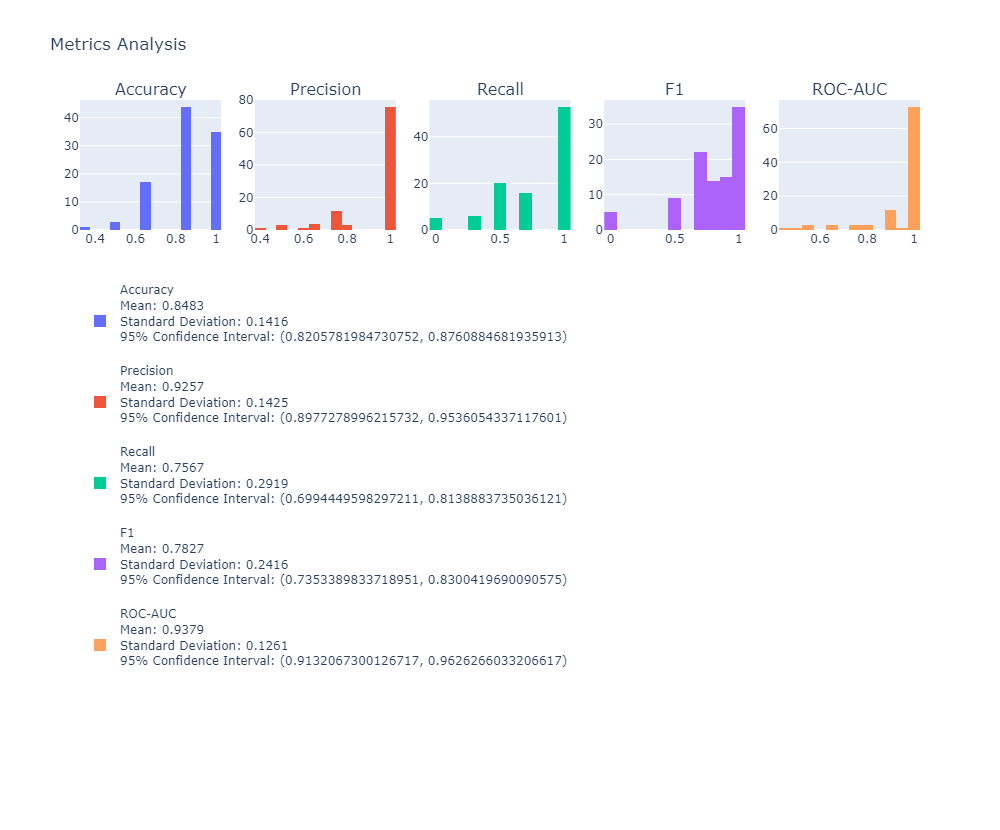 Metrics Analysis
Accuracy Precision Recall F1 ROC-AUC
40
30
20
10
0
0.4 0.6 0.8 1
80
60
40
20
0
0.4 0.6 0.8 1
40
20
0
0 0.5 1
30
20
10
0
0 0.5 1
60
40
20
0
0.6 0.8 1
Accuracy
Mean: 0.8483
Standard Deviation: 0.1416
95% Confidence Interval: (0.8205781984730752, 0.8760884681935913)
Precision
Mean: 0.9257
Standard Deviation: 0.1425
95% Confidence Interval: (0.8977278996215732, 0.9536054337117601)
Recall
Mean: 0.7567
Standard Deviation: 0.2919
95% Confidence Interval: (0.6994449598297211, 0.8138883735036121)
F1
Mean: 0.7827
Standard Deviation: 0.2416
95% Confidence Interval: (0.7353389833718951, 0.8300419690090575)
ROC-AUC
Mean: 0.9379
Standard Deviation: 0.1261
95% Confidence Interval: (0.9132067300126717, 0.9626266033206617)